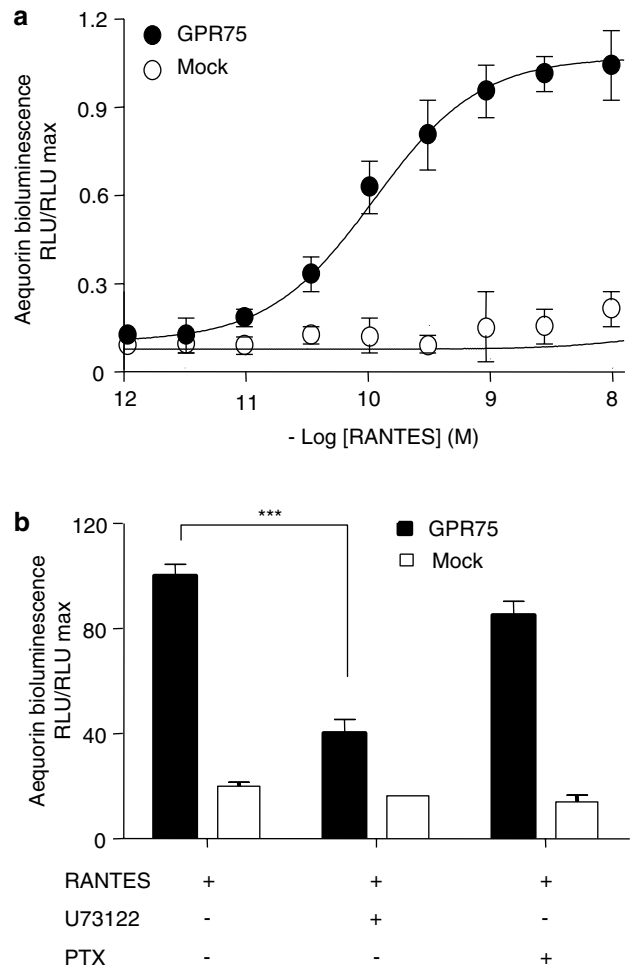 a
GPR75
Mock
Aequorin bioluminescence
RLU/RLU max
1.2
0.9
0.6
0.3
0
12 11 10 9 8
- Log [RANTES] (M)
b
***
GPR75
Mock
Aequorin bioluminescence
RLU/RLU max
120
80
40
0
RANTES + + +
U73122 - + -
PTX - - +